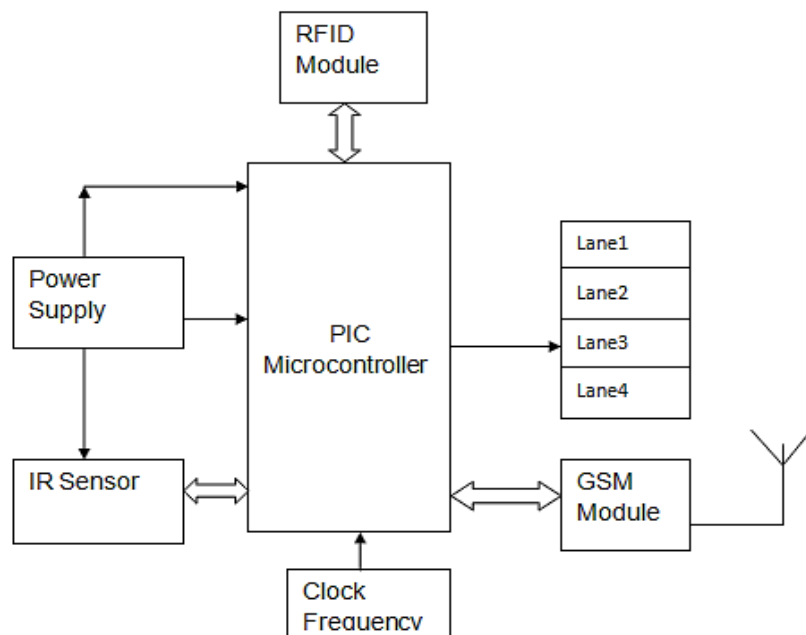 RFID
Module
Power
Supply
PIC
Microcontroller
Lane1
Lane2
Lane3
Lane4
IR Sensor
GSM
Module
Clock
Frequency